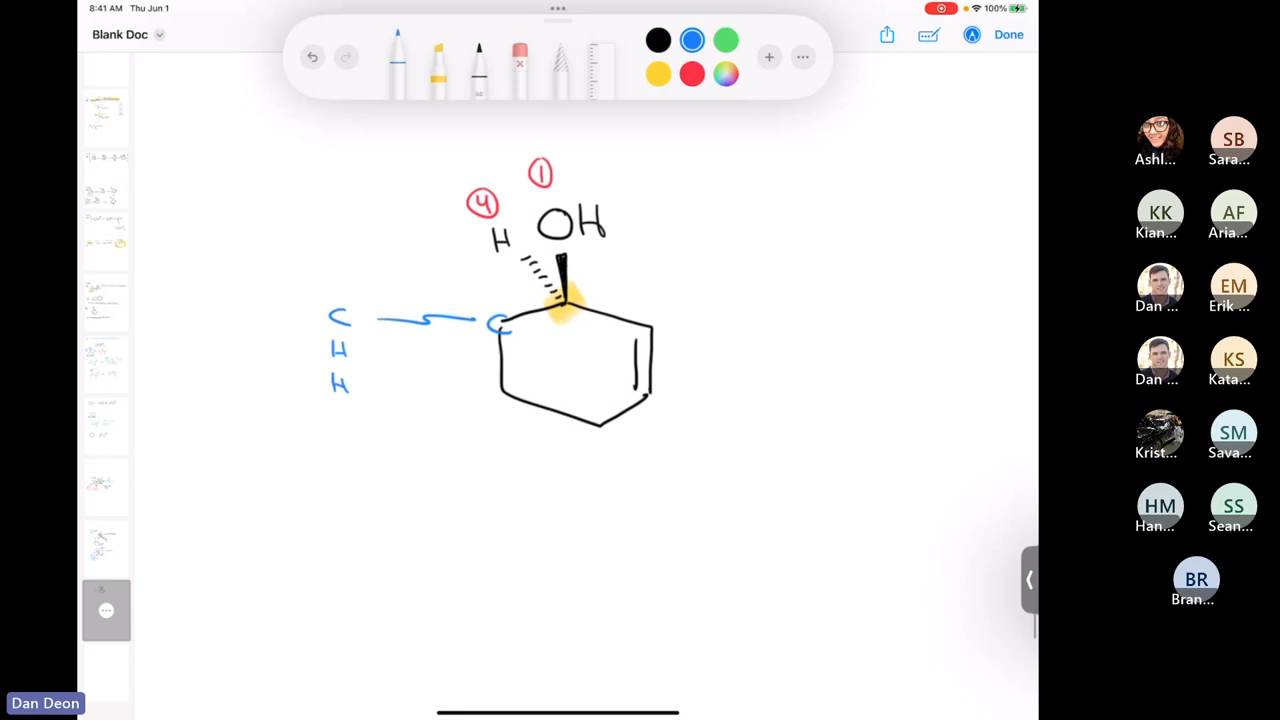 8:41 AM Thu Jun 1
100%
Blank Doc
Done
50
1
4
OH
H
C
C
H
H
Ashl...
SB
Sara...
KK
Kian...
AF
Aria...
Dan ...
EM
Erik ...
Dan ...
KS
Kata...
Krist...
SM
Sava...
HM
Han...
SS
Sean...
BR
Bran...
Dan Deon